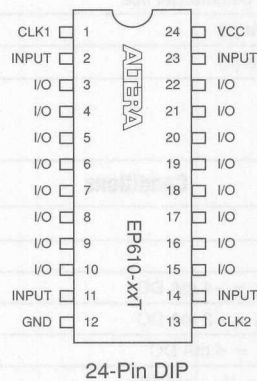 CLK1 1 24 VCC
INPUT 2 23 INPUT
I/O 3 22 I/O
I/O 4 21 I/O
I/O 5 20 I/O
I/O 6 19 I/O
I/O 7 18 I/O
I/O 8 17 I/O
I/O 9 16 I/O
I/O 10 15 I/O
INPUT 11 14 INPUT
GND 12 13 CLK2
ALTERA
EP610-xxT
24-Pin DIP